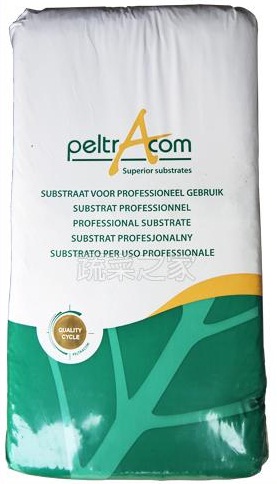 peltrAcom
Superior substrates
SUBSTRAAT VOOR PROFESSIONEEL GEBRUIK
SUBSTRAT PROFESSIONNEL
PROFESSIONAL SUBSTRATE
SUBSTRAT PROFESJONALNY
SUBSTRATO PER USO PROFESSIONALE
蔬菜之家
QUALITY
CYCLE
PELTRACOM